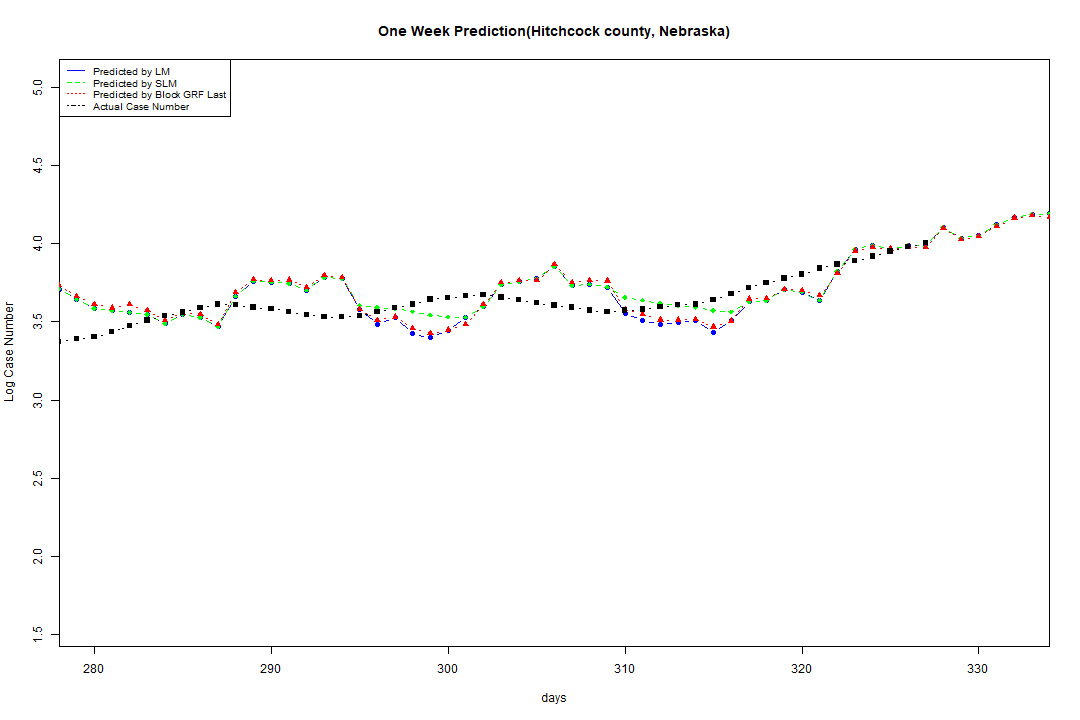 One Week Prediction(Hitchcock county, Nebraska)
Predicted by LM
Predicted by SLM
Predicted by Block GRF Last
Actual Case Number
5.0
4.5
4.0
3.5
3.0
2.5
2.0
1.5
Log Case Number
280 290 300 310 320 330
days